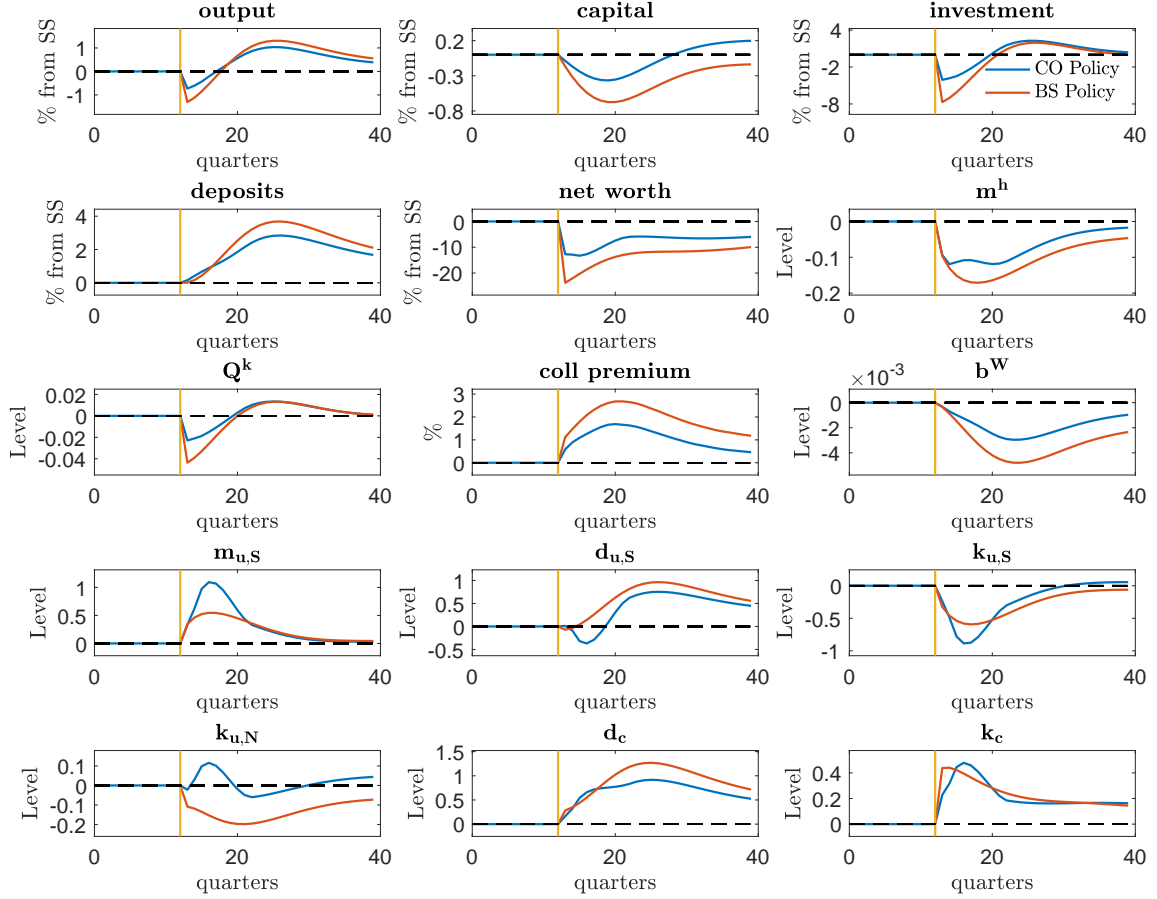 output
% from SS
1
0
-1
0
20
40
quarters
capital
% from SS
0.2
-0.3
-0.8
0
20
40
quarters
investment
% from SS
4
-2
-8
CO Policy
BS Policy
0
20
40
quarters
deposits
% from SS
4
2
0
0
20
40
quarters
net worth
% from SS
0
-10
-20
0
20
40
quarters
m^h
Level
0
-0.1
-0.2
0
20
40
quarters
Q^k
Level
0.02
0
-0.02
-0.04
0
20
40
quarters
coll premium
%
3
2
1
0
0
20
40
quarters
b^W
×10^-3
0
-2
-4
Level
0
20
40
quarters
m_u,S
Level
1
0.5
0
0
20
40
quarters
d_u,S
Level
1
0.5
0
-0.5
0
20
40
quarters
k_u,S
Level
0
-0.5
-1
0
20
40
quarters
k_u,N
Level
0.1
0
-0.1
-0.2
0
20
40
quarters
d_c
Level
1.5
1
0.5
0
0
20
40
quarters
k_c
Level
0.4
0.2
0
0
20
40
quarters